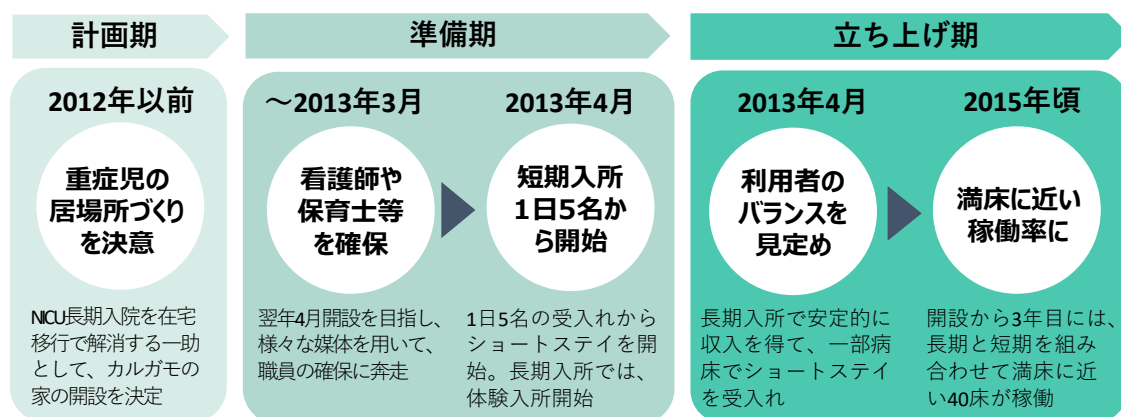 計画期
準備期
立ち上げ期
2012年以前
重症児の
居場所づくり
を決意
NICU長期入院を在宅
移行で解消する一助
として、カルガモの
家の開設を決定
～2013年3月
看護師や
保育士等
を確保
翌年4月開設を目指し、
様々な媒体を用いて、
職員の確保に奔走
2013年4月
短期入所
1日5名か
ら開始
1日5名の受入れから
ショートステイを開
始。長期入所では、
体験入所開始
2013年4月
利用者の
バランスを
見定め
長期入所で安定的に
収入を得て、一部病
床でショートステイ
を受入れ
2015年頃
満床に近い
稼働率に
開設から3年目には、
長期と短期を組み
合わせて満床に近
い40床が稼働